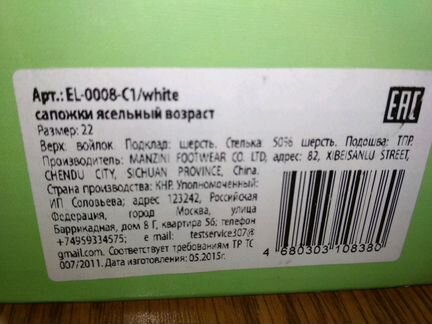 Арт.: EL-0008-C1/white
сапожки ясельный возраст
Размер: 22
EAC
Верх: войлок. Подклад: шерсть. Стелька: 50% шерсть. Подошва: ТПР.
Производитель: MANZINI FOOTWEAR CO. LTD, адрес: 82, XIBEISANLU STREET,
CHENDU CITY, SICHUAN PROVINCE, China.
Страна производства: КНР. Уполномоченный:
ИП Соловьева; адрес 123242, Российская
Федерация, город Москва, улица
Баррикадная, дом 8 Г, квартира 56; телефон
+74959334575; e mail: testservice307@
gmail.com. Соответствует требованиям ТР ТС
007/2011. Дата изготовления: 05.2015г.
4 680303 108380